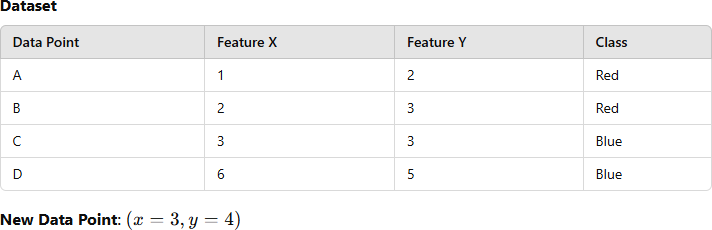 Dataset
Data Point Feature X Feature Y Class
A 1 2 Red
B 2 3 Red
C 3 3 Blue
D 6 5 Blue
New Data Point: (x = 3, y = 4)